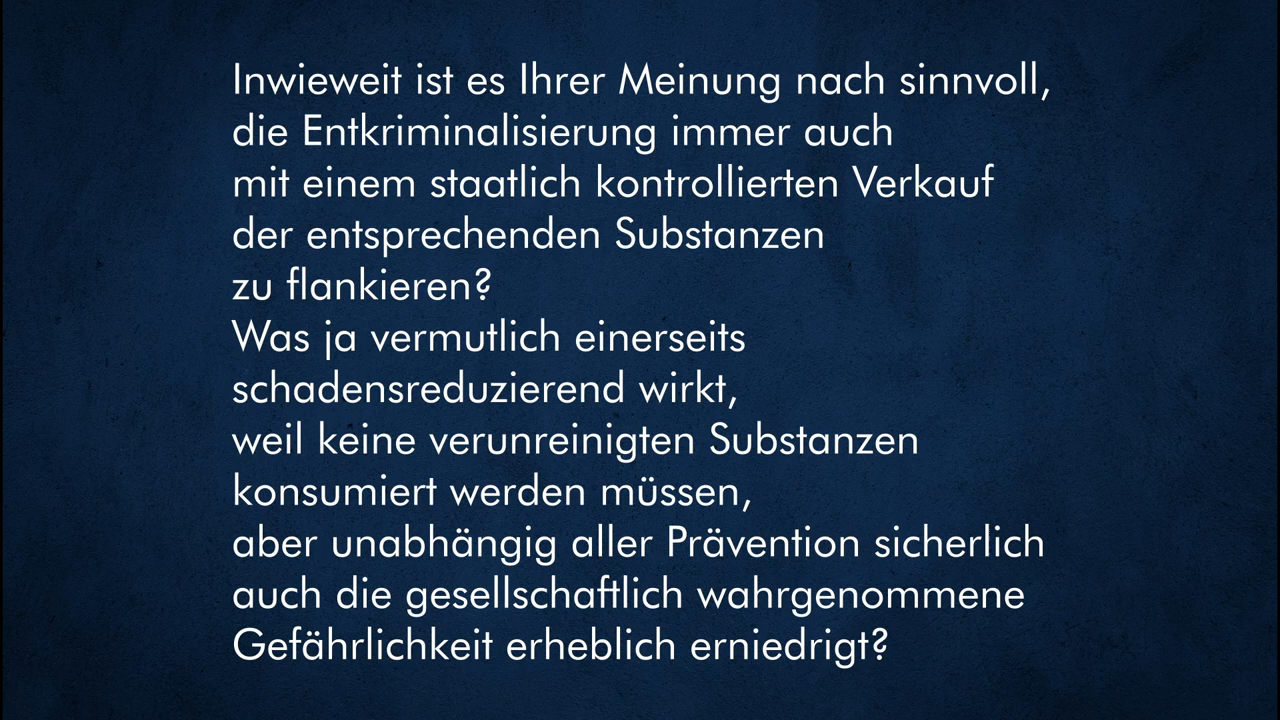 Inwieweit ist es Ihrer Meinung nach sinnvoll,
die Entkriminalisierung immer auch
mit einem staatlich kontrollierten Verkauf
der entsprechenden Substanzen
zu flankieren?
Was ja vermutlich einerseits
schadensreduzierend wirkt,
weil keine verunreinigten Substanzen
konsumiert werden müssen,
aber unabhängig aller Prävention sicherlich
auch die gesellschaftlich wahrgenommene
Gefährlichkeit erheblich erniedrigt?